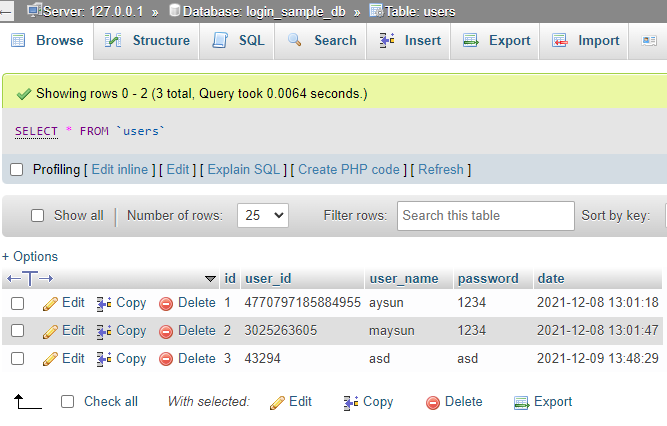 Server: 127.0.0.1 » Database: login_sample_db » Table: users
Browse Structure SQL Search Insert Export Import
Showing rows 0 - 2 (3 total, Query took 0.0064 seconds.)
SELECT * FROM `users`
Profiling [ Edit inline ] [ Edit ] [ Explain SQL ] [ Create PHP code ] [ Refresh ]
Show all Number of rows: 25 Filter rows: Search this table Sort by key:
+ Options
id user_id user_name password date
Edit Copy Delete 1 4770797185884955 aysun 1234 2021-12-08 13:01:18
Edit Copy Delete 2 3025263605 maysun 1234 2021-12-08 13:01:47
Edit Copy Delete 3 43294 asd asd 2021-12-09 13:48:29
Check all With selected: Edit Copy Delete Export